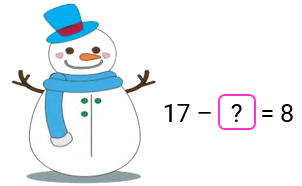 17 – ? = 8